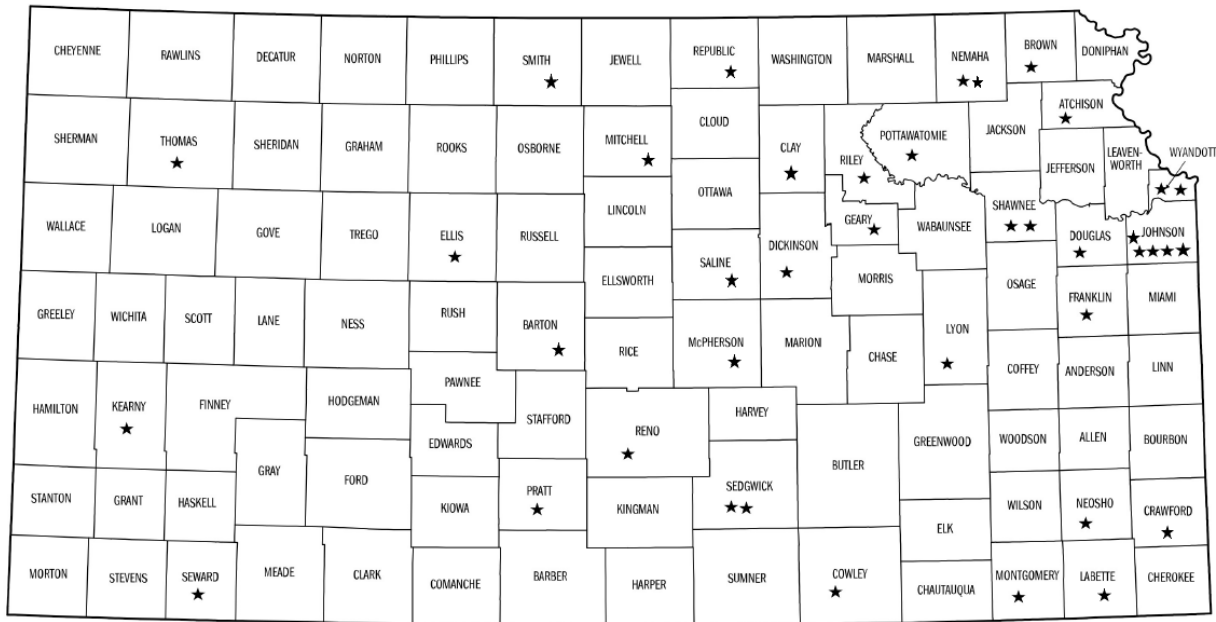 CHEYENNE
RAWLINS
DECATUR
NORTON
PHILLIPS
SMITH
JEWELL
REPUBLIC
WASHINGTON
MARSHALL
NEMAHA
BROWN
DONIPHAN
SHERMAN
THOMAS
SHERIDAN
GRAHAM
ROOKS
OSBORNE
MITCHELL
CLOUD
CLAY
RILEY
POTTAWATOMIE
JACKSON
ATCHISON
JEFFERSON
LEAVEN-
WORTH
WYANDOTT
WALLACE
LOGAN
GOVE
TREGO
ELLIS
RUSSELL
LINCOLN
OTTAWA
DICKINSON
GEARY
WABAUNSEE
SHAWNEE
DOUGLAS
JOHNSON
ELLSWORTH
SALINE
MORRIS
OSAGE
FRANKLIN
MIAMI
GREELEY
WICHITA
SCOTT
LANE
NESS
RUSH
BARTON
RICE
McPHERSON
MARION
CHASE
LYON
COFFEY
ANDERSON
LINN
HAMILTON
KEARNY
FINNEY
HODGEMAN
PAWNEE
STAFFORD
RENO
HARVEY
BUTLER
GREENWOOD
WOODSON
ALLEN
BOURBON
GRAY
FORD
EDWARDS
STANTON
GRANT
HASKELL
KIOWA
PRATT
KINGMAN
SEDGWICK
ELK
WILSON
NEOSHO
CRAWFORD
MORTON
STEVENS
SEWARD
MEADE
CLARK
COMANCHE
BARBER
HARPER
SUMNER
COWLEY
CHAUTAUQUA
MONTGOMERY
LABETTE
CHEROKEE